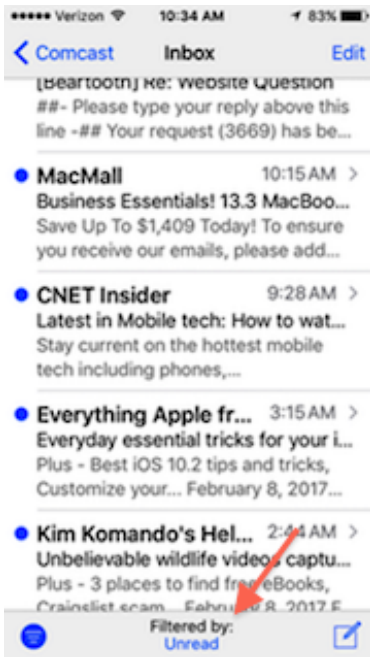 Verizon 10:34 AM 83%
Comcast Inbox Edit
[Beartooth] Re: Website Question
##- Please type your reply above this
line -## Your request (3669) has be...
MacMall 10:15 AM
Business Essentials! 13.3 MacBoo...
Save Up To $1,409 Today! To ensure
you receive our emails, please add...
CNET Insider 9:28 AM
Latest in Mobile tech: How to wat...
Stay current on the hottest mobile
tech including phones,...
Everything Apple fr... 3:15 AM
Everyday essential tricks for your i...
Plus - Best iOS 10.2 tips and tricks,
Customize your... February 8, 2017...
Kim Komando's Hel... 2:44 AM
Unbelievable wildlife videos captu...
Plus - 3 places to find free eBooks,
Craigslist scam... February 8, 2017 F
Filtered by:
Unread